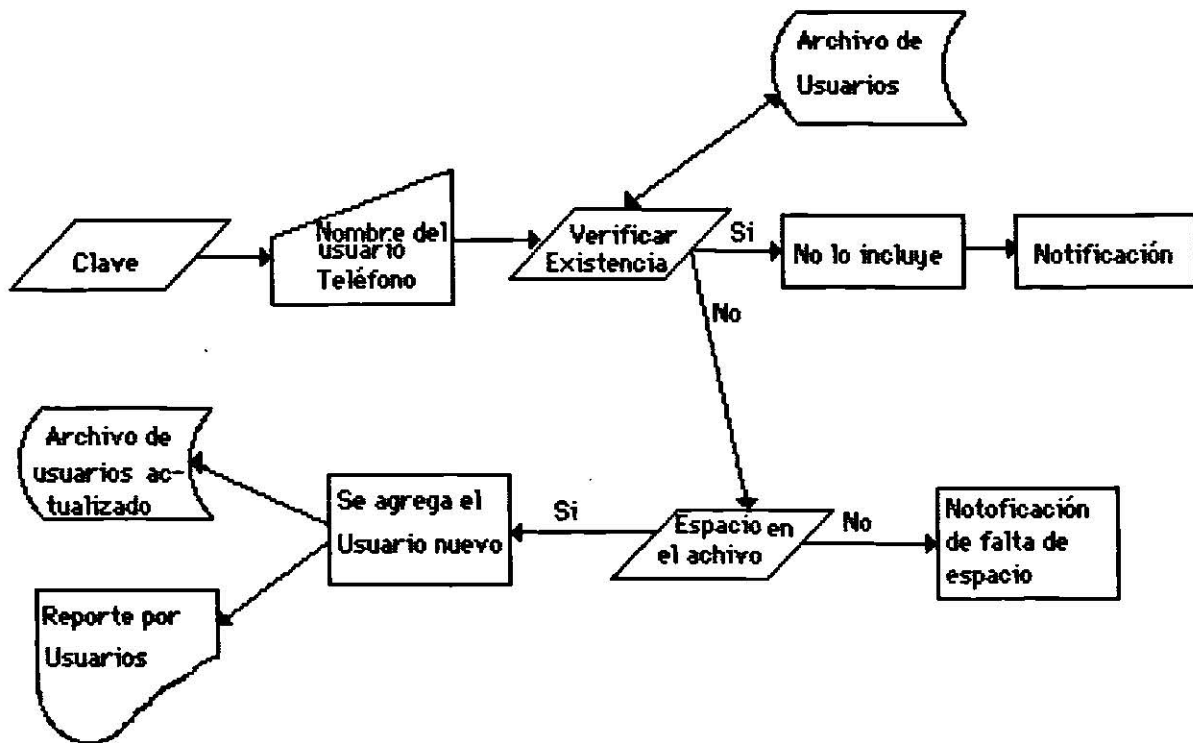 Archivo de
Usuarios
Clave
Nombre del
usuario
Teléfono
Verificar
Existencia
Si
No lo incluye
Notificación
No
Archivo de
usuarios ac-
tualizado
Se agrega el
Usuario nuevo
Si
Espacio en
el achivo
No
Notoficación
de falta de
espacio
Reporte por
Usuarios